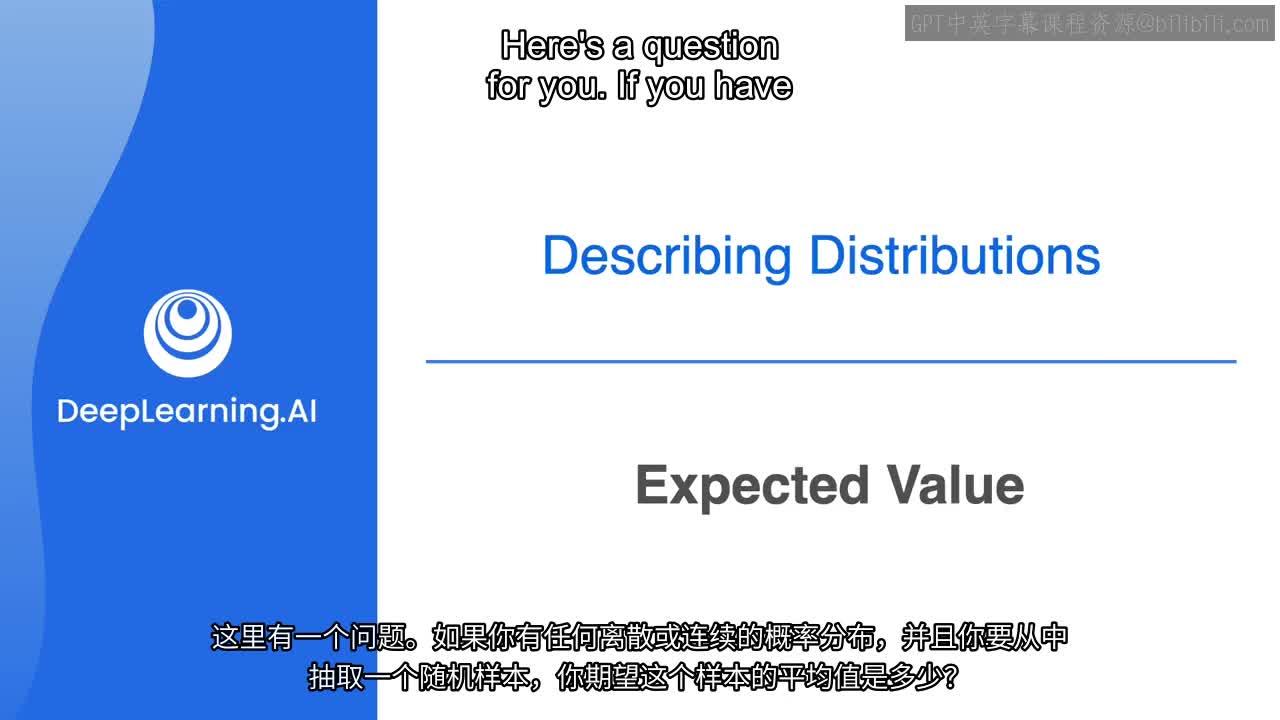 GPT中英字幕课程资源@bilibili.com
Here's a question
for you. If you have
Describing Distributions
DeepLearning.AI
Expected Value
这里有一个问题。如果你有任何离散或连续的概率分布，并且你要从中
抽取一个随机样本，你期望这个样本的平均值是多少？